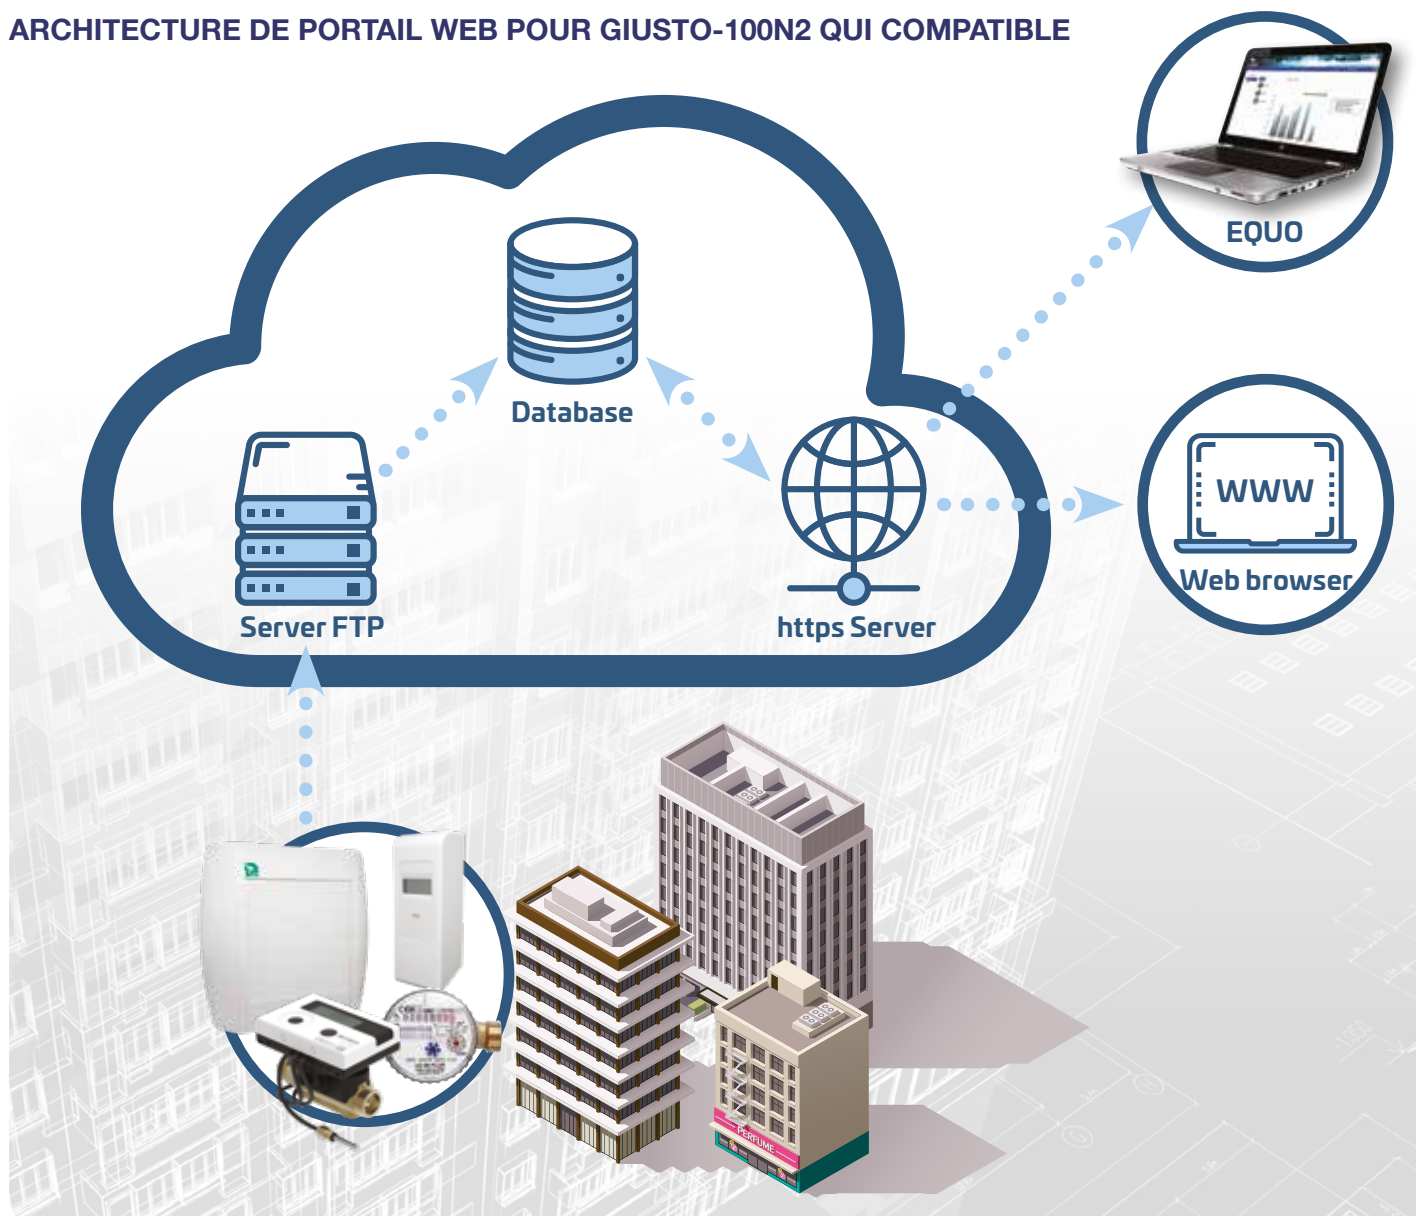 ARCHITECTURE DE PORTAIL WEB POUR GIUSTO-100N2 QUI COMPATIBLE
EQUO
Database
WWW
Web browser
Server FTP
https Server
PERFUME